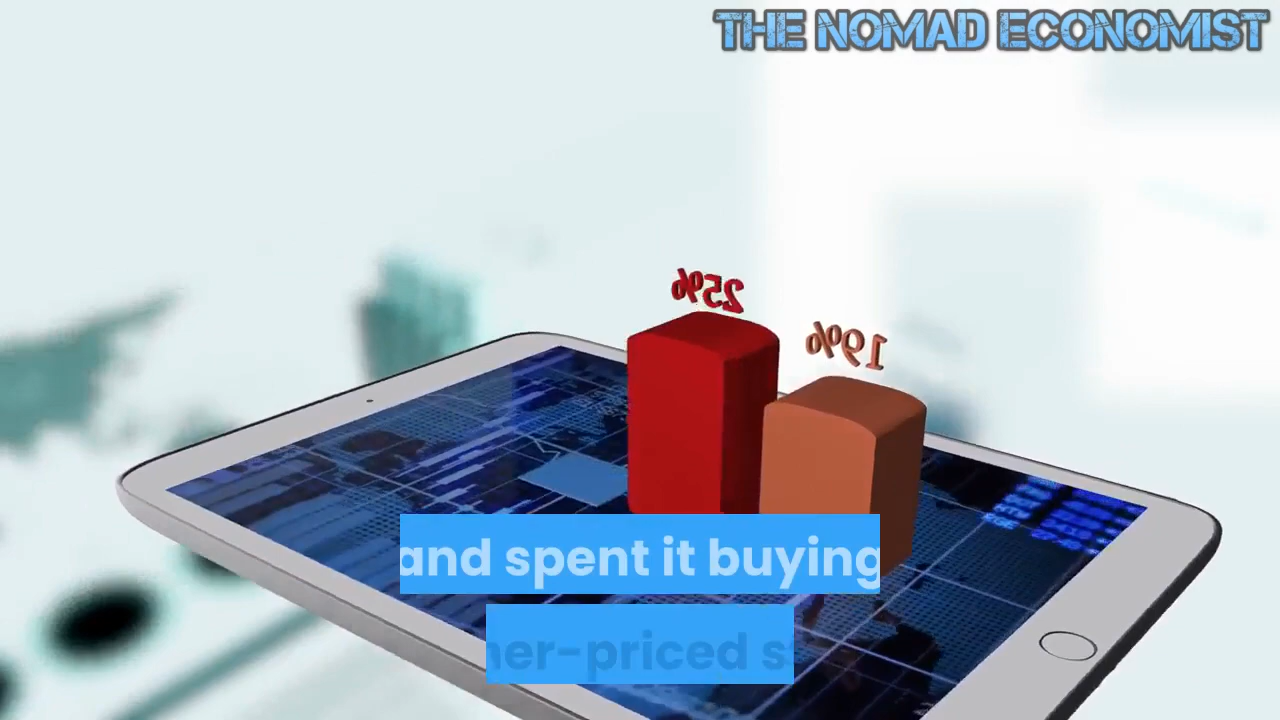 THE NOMAD ECONOMIST
25%
19%
and spent it buying